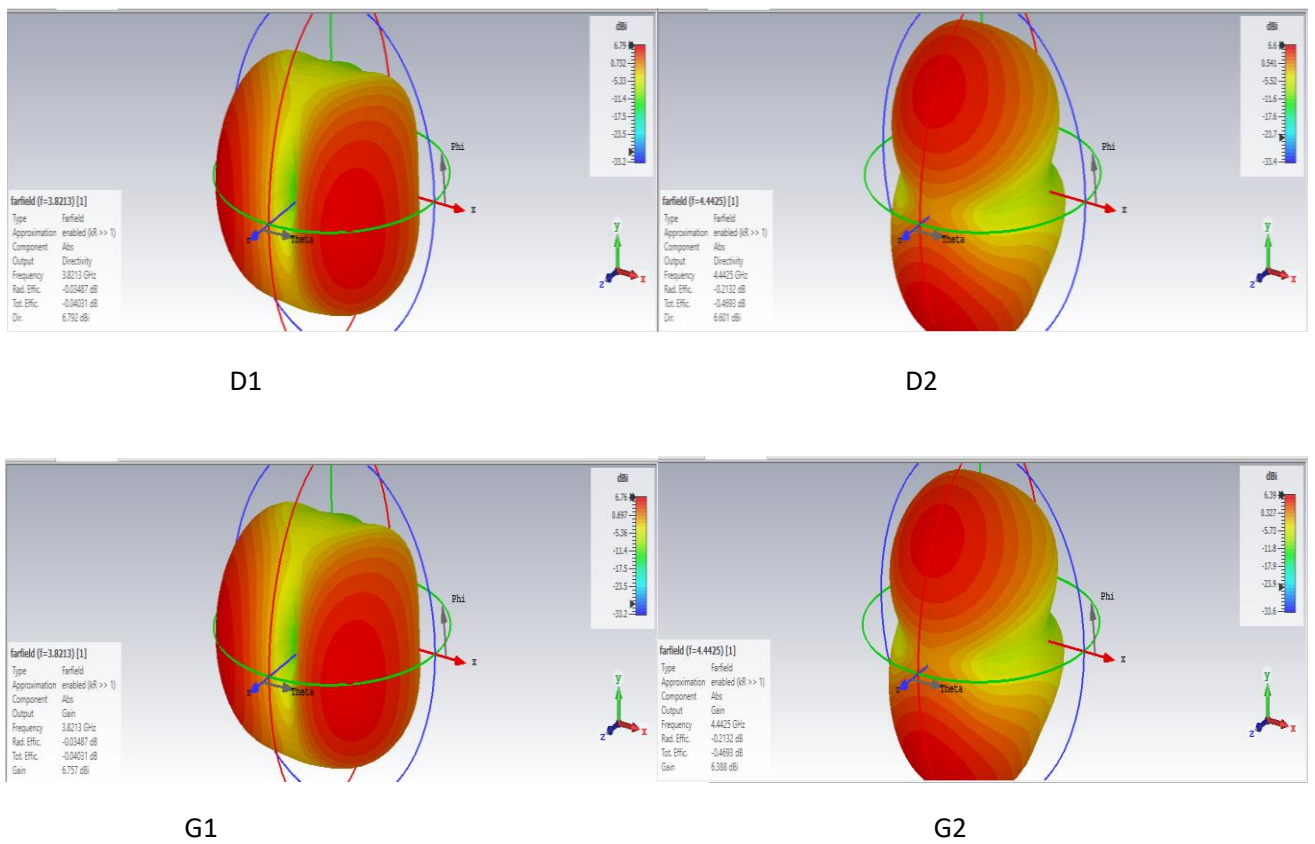 dBi
6.79
0.732
-5.33
-11.4
-17.5
-23.5
-33.2
Phi
x
z
Theta
y
z
x
farfield (f=3.8213) [1]
Type Farfield
Approximation enabled (kR >> 1)
Component Abs
Output Directivity
Frequency 3.8213 GHz
Rad. Effic. -0.03487 dB
Tot. Effic. -0.04031 dB
Dir. 6.792 dBi
dBi
6.6
0.541
-5.52
-11.6
-17.6
-23.7
-33.4
Phi
x
z
Theta
y
z
x
farfield (f=4.4425) [1]
Type Farfield
Approximation enabled (kR >> 1)
Component Abs
Output Directivity
Frequency 4.4425 GHz
Rad. Effic. -0.2132 dB
Tot. Effic. -0.4693 dB
Dir. 6.601 dBi
D1
D2
dBi
6.76
0.697
-5.36
-11.4
-17.5
-23.5
-33.2
Phi
x
z
Theta
y
z
x
farfield (f=3.8213) [1]
Type Farfield
Approximation enabled (kR >> 1)
Component Abs
Output Gain
Frequency 3.8213 GHz
Rad. Effic. -0.03487 dB
Tot. Effic. -0.04031 dB
Gain 6.757 dBi
dBi
6.39
0.327
-5.73
-11.8
-17.9
-23.9
-33.6
Phi
x
z
Theta
y
z
x
farfield (f=4.4425) [1]
Type Farfield
Approximation enabled (kR >> 1)
Component Abs
Output Gain
Frequency 4.4425 GHz
Rad. Effic. -0.2132 dB
Tot. Effic. -0.4693 dB
Gain 6.388 dBi
G1
G2